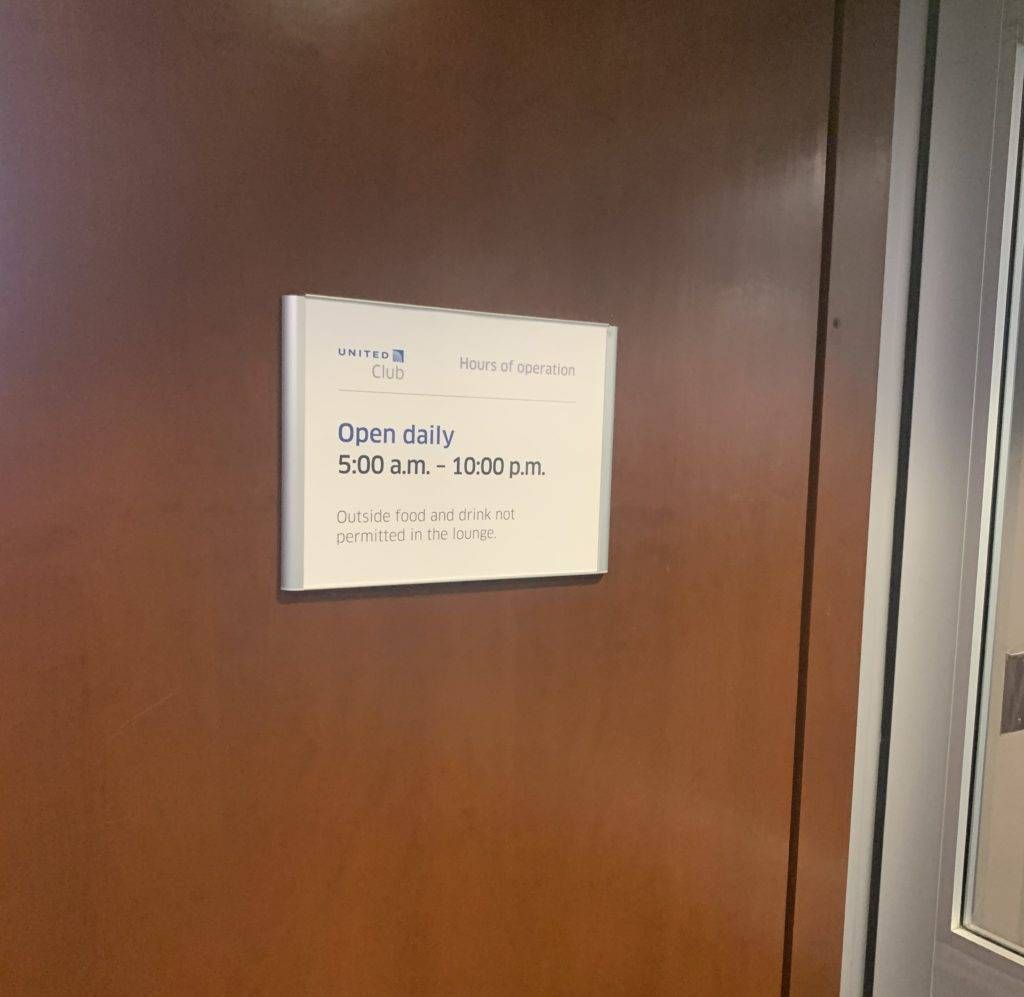 UNITED
Club
Hours of operation
Open daily
5:00 a.m. – 10:00 p.m.
Outside food and drink not
permitted in the lounge.